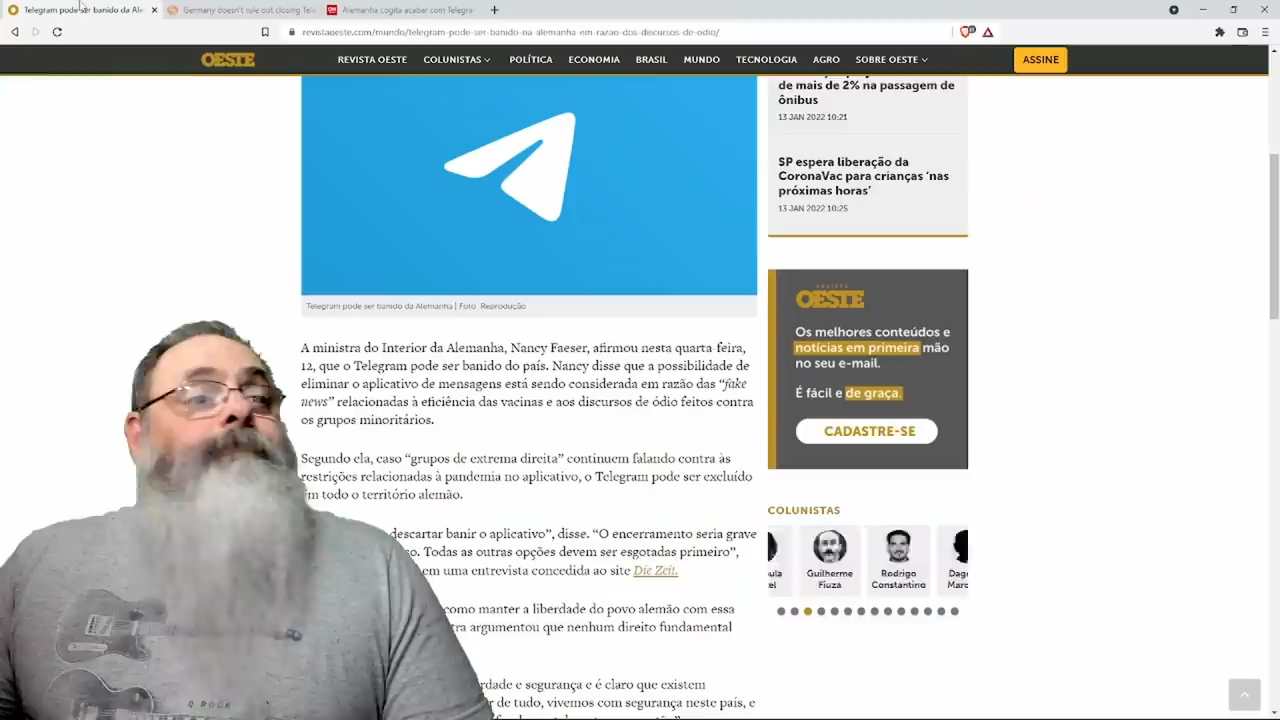 Telegram pode ser banido da Ale
Germany doesn't rule out closing Tele
Alemanha cogita acabar com Telegram
revistaoeste.com/mundo/telegram-pode-ser-banido-na-alemanha-em-razao-dos-discursos-de-odio/
OESTE
REVISTA OESTE
COLUNISTAS
POLÍTICA
ECONOMIA
BRASIL
MUNDO
TECNOLOGIA
AGRO
SOBRE OESTE
ASSINE
de mais de 2% na passagem de
ônibus
13 JAN 2022 10:21
SP espera liberação da
CoronaVac para crianças ‘nas
próximas horas’
13 JAN 2022 10:25
Telegram pode ser banido da Alemanha | Foto: Reprodução
A ministra do Interior da Alemanha, Nancy Faeser, afirmou nesta quarta feira,
12, que o Telegram pode ser banido do país. Nancy disse que a possibilidade de
eliminar o aplicativo de mensagens está sendo considerada em razão das “fake
news” relacionadas à eficiência das vacinas e aos discursos de ódio feitos contra
os grupos minoritários.
Segundo ela, caso “grupos de extrema direita” continuem falando contra às
restrições relacionadas à pandemia no aplicativo, o Telegram pode ser excluído
em todo o território alemão.
descartar banir o aplicativo”, disse. “O encerramento seria grave
so. Todas as outras opções devem ser esgotadas primeiro”,
em uma entrevista concedida ao site Die Zeit.
como manter a liberdade do povo alemão com essa
tra argumentou que nenhum direito fundamental
rdade e segurança e é claro que existem
r de tudo, vivemos com segurança neste país, e
REVISTA
OESTE
Os melhores conteúdos e
notícias em primeira mão
no seu e-mail.
É fácil e de graça.
CADASTRE-SE
COLUNISTAS
ula
tel
Guilherme
Fiuza
Rodrigo
Constantino
Dago
Marc